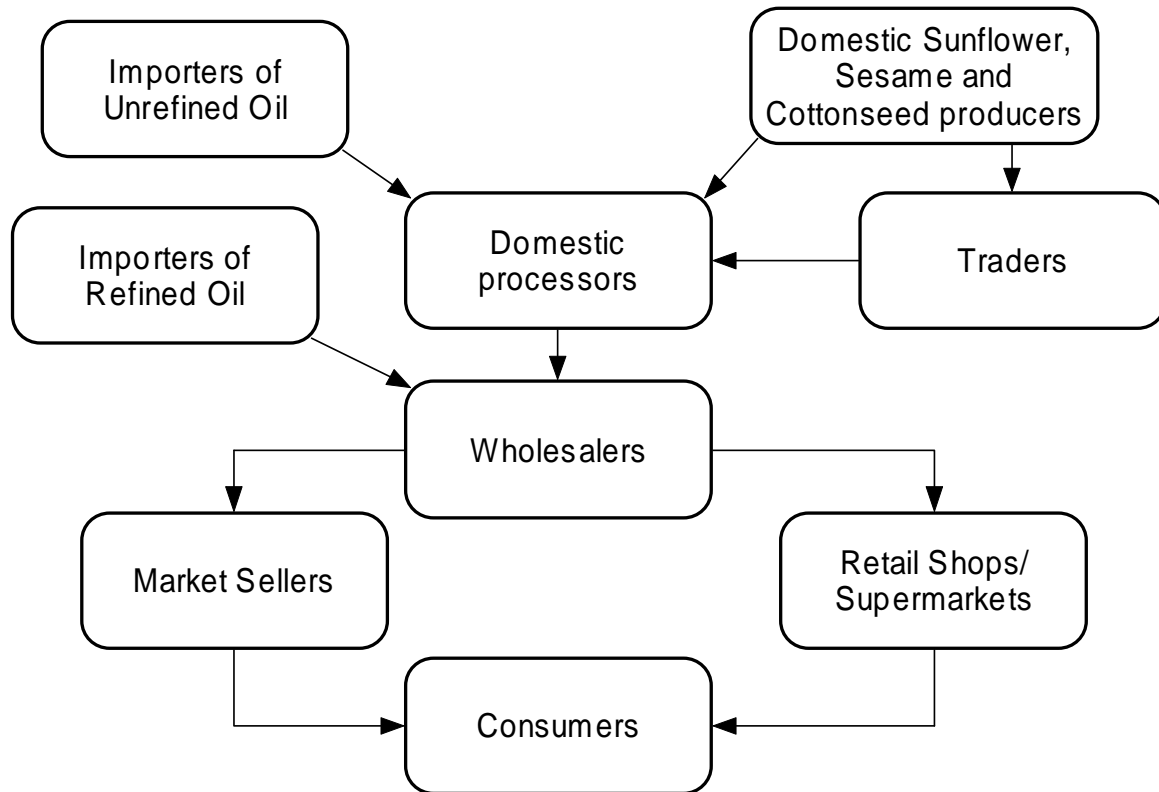 Importers of
Unrefined Oil
Domestic Sunflower,
Sesame and
Cottonseed producers
Importers of
Refined Oil
Domestic
processors
Traders
Wholesalers
Market Sellers
Retail Shops/
Supermarkets
Consumers